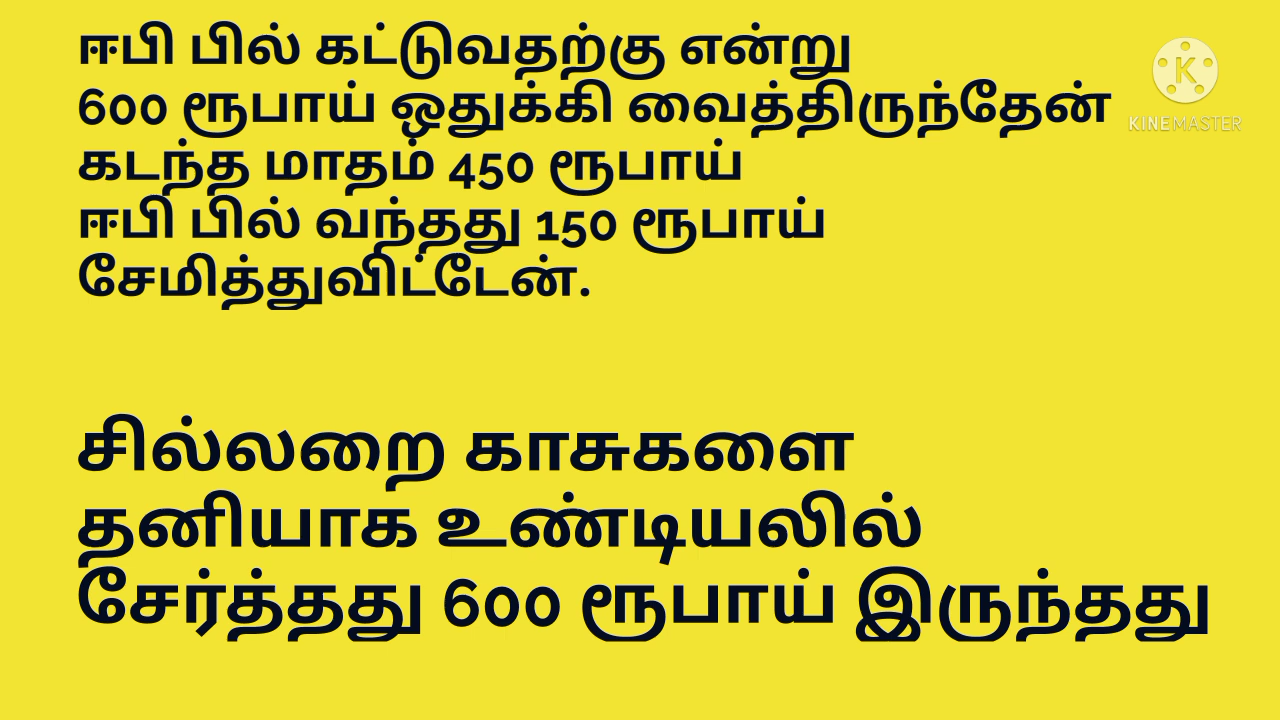 ஈபி பில் கட்டுவதற்கு என்று
600 ரூபாய் ஒதுக்கி வைத்திருந்தேன்
கடந்த மாதம் 450 ரூபாய்
ஈபி பில் வந்தது 150 ரூபாய்
சேமித்துவிட்டேன்.
சில்லறை காசுகளை
தனியாக உண்டியலில்
சேர்த்தது 600 ரூபாய் இருந்தது
K
KINEMASTER